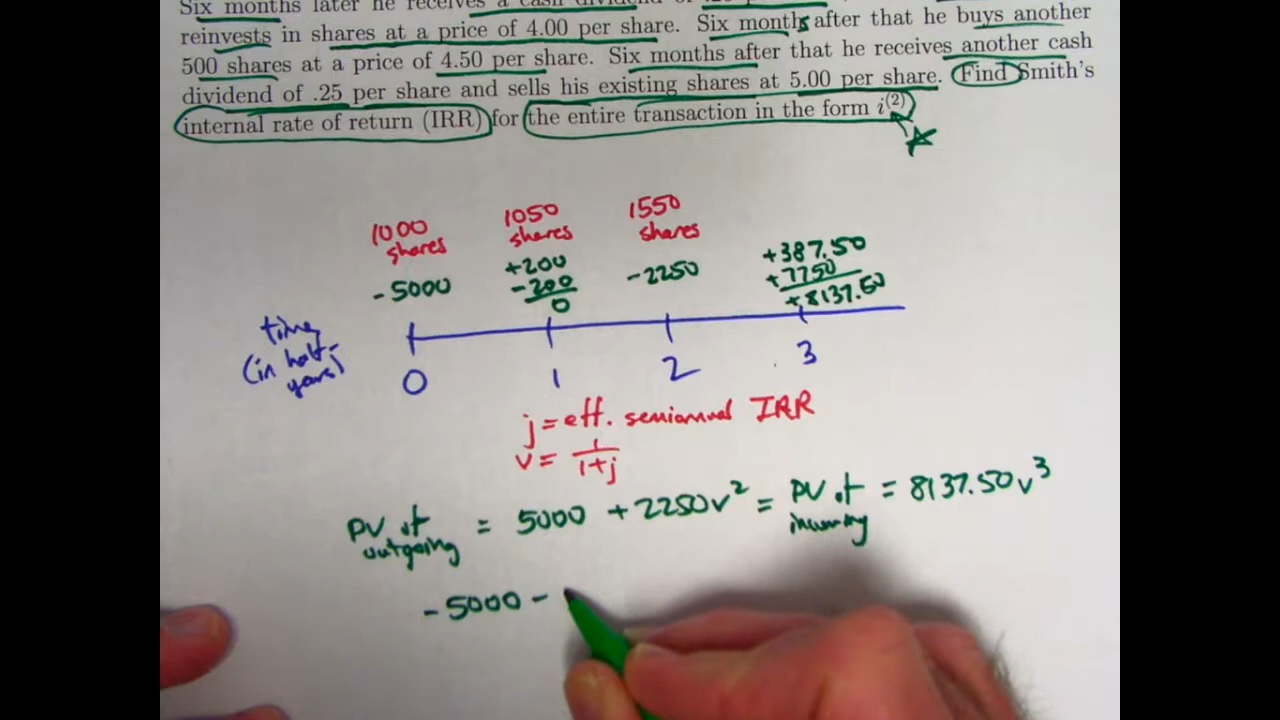 Six months later he receives a cash dividend of .20 per
reinvests in shares at a price of 4.00 per share. Six months after that he buys another
500 shares at a price of 4.50 per share. Six months after that he receives another cash
dividend of .25 per share and sells his existing shares at 5.00 per share. Find Smith's
internal rate of return (IRR) for the entire transaction in the form i(2)
1000 shares
1050 shares
1550 shares
-5000
+200
-200
0
-2250
+387.50
+7750
+8137.50
time
(in half-
years)
0 1 2 3
j = eff. semiannual IRR
v = 1/1+j
PV of outgoing = 5000 + 2250v² = PV of incoming = 8137.50v³
-5000 -